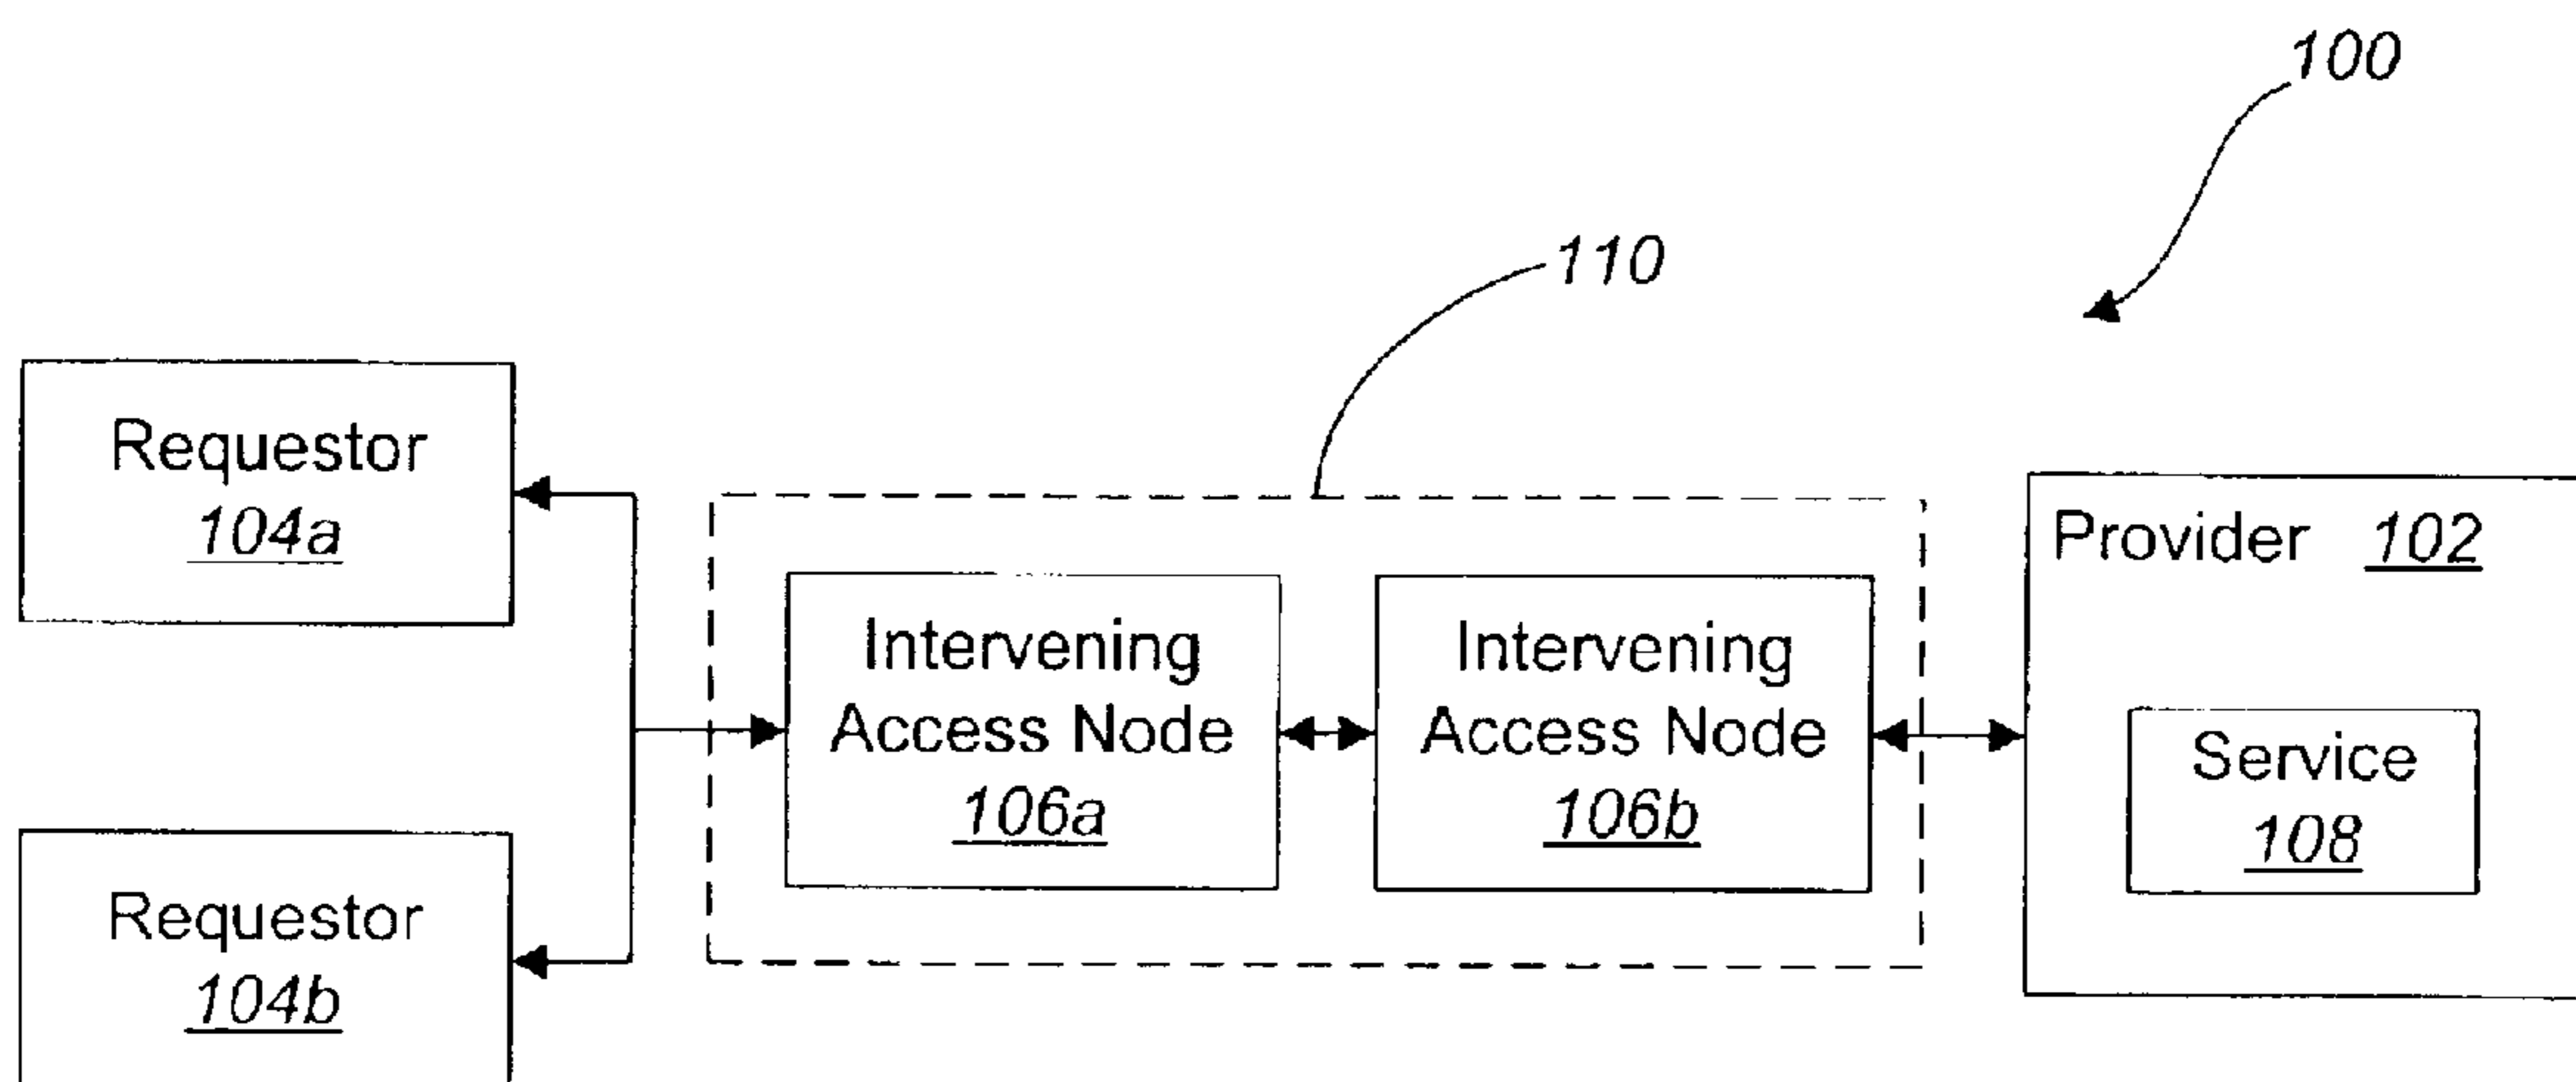 100
110
Requestor
104a
Provider 102
Intervening
Access Node
106a
Intervening
Access Node
106b
Service
108
Requestor
104b